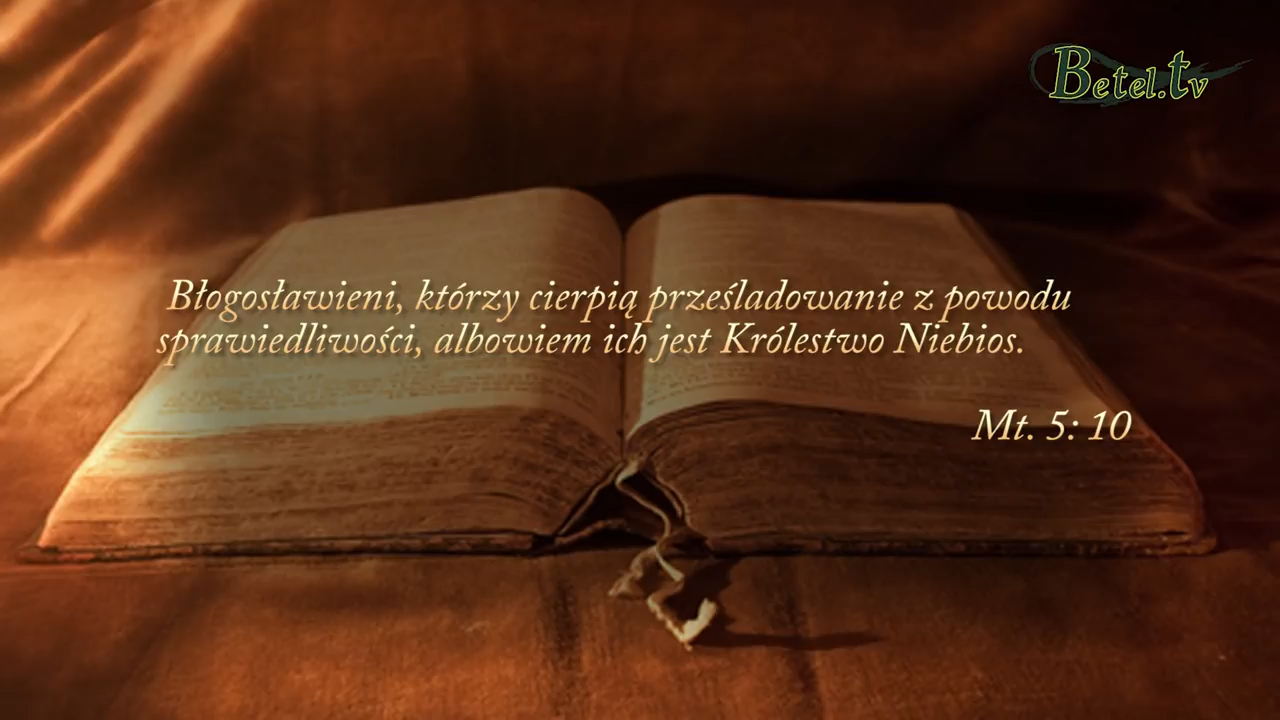 Betel.tv
Błogosławieni, którzy cierpią prześladowanie z powodu
sprawiedliwości, albowiem ich jest Królestwo Niebios.
Mt. 5: 10